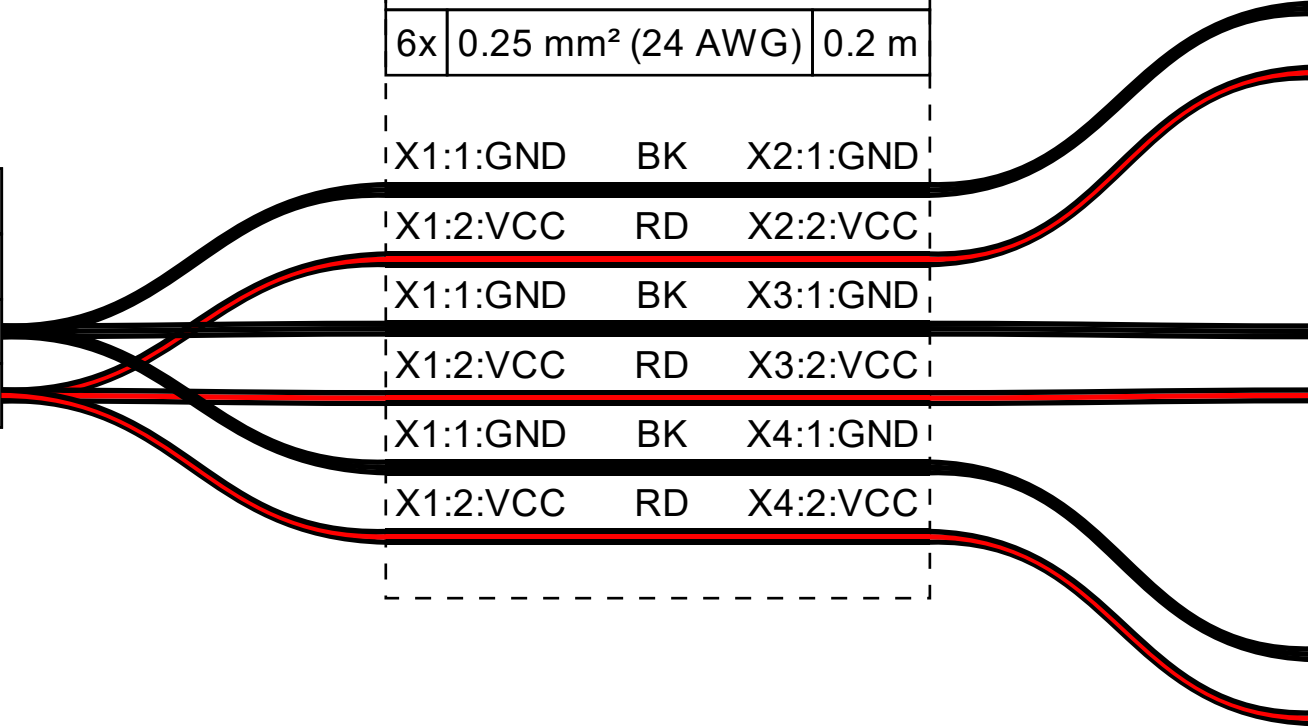 6x 0.25 mm² (24 AWG) 0.2 m
X1:1:GND BK X2:1:GND
X1:2:VCC RD X2:2:VCC
X1:1:GND BK X3:1:GND
X1:2:VCC RD X3:2:VCC
X1:1:GND BK X4:1:GND
X1:2:VCC RD X4:2:VCC